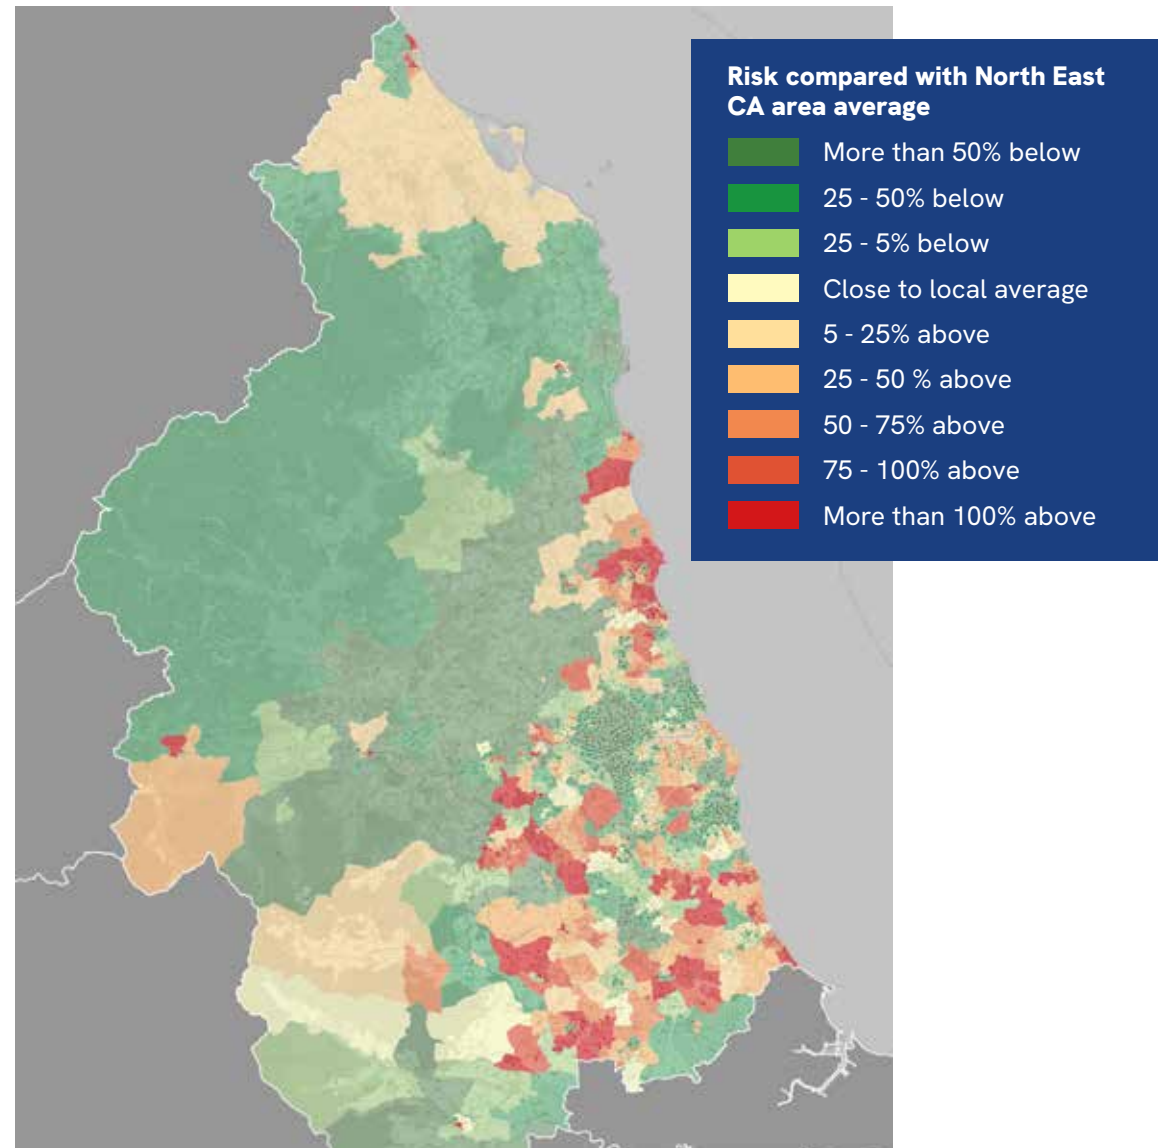 Risk compared with North East
CA area average
More than 50% below
25 - 50% below
25 - 5% below
Close to local average
5 - 25% above
25 - 50 % above
50 - 75% above
75 - 100% above
More than 100% above